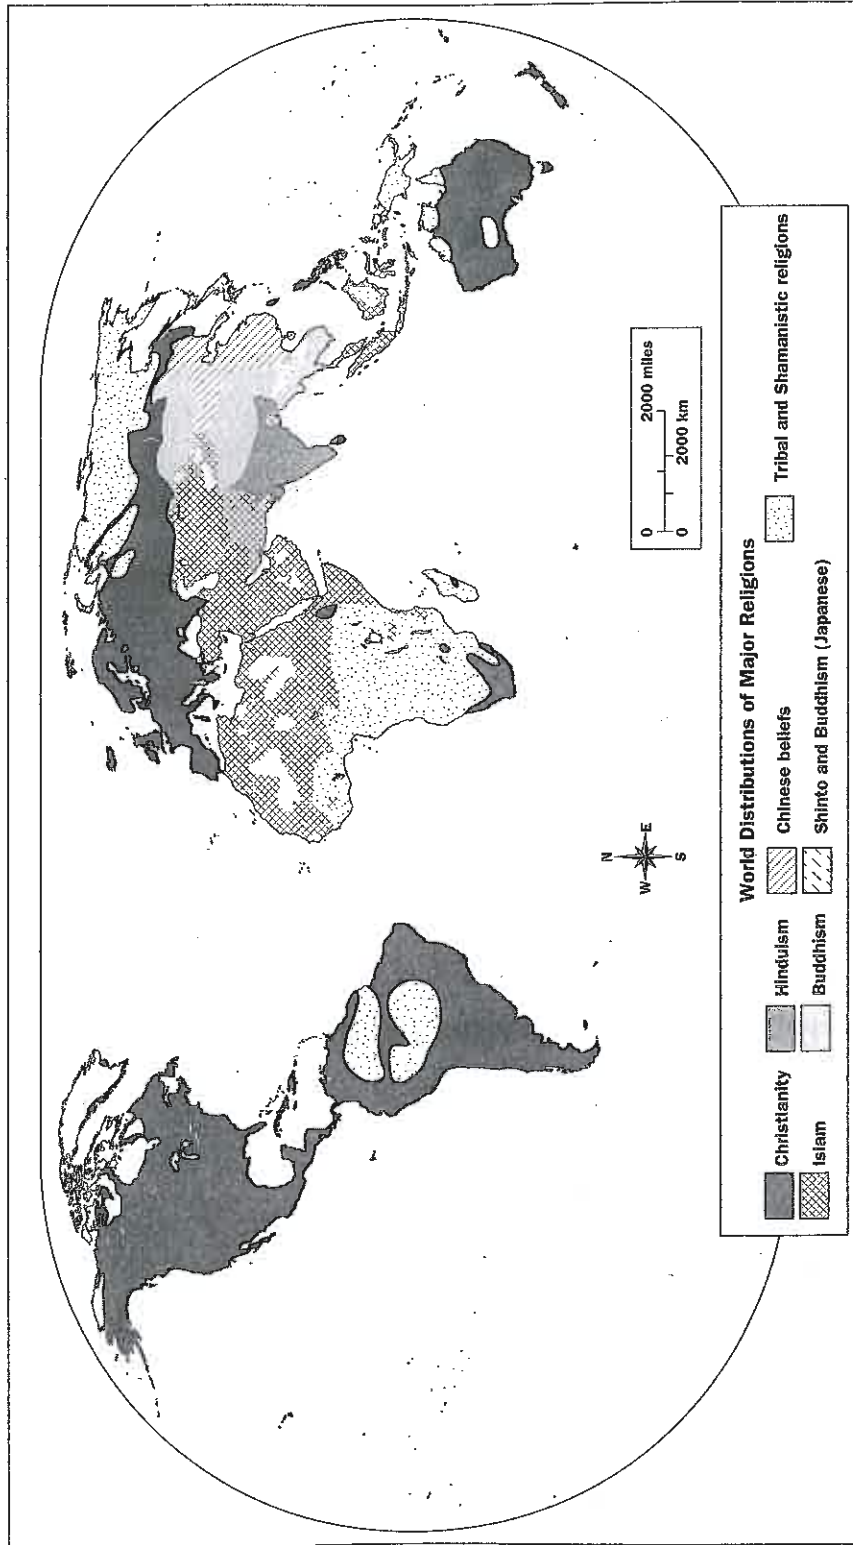 N
W E
S
0 2000 miles
0 2000 km
World Distributions of Major Religions
Christianity Hinduism Chinese beliefs Tribal and Shamanistic religions
Islam Buddhism Shinto and Buddhism (Japanese)